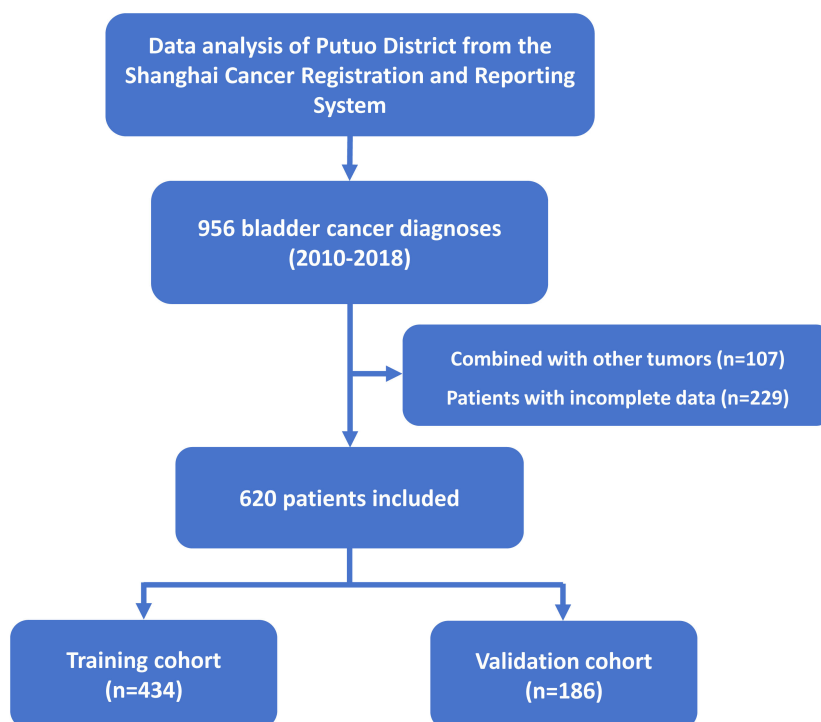 Data analysis of Putuo District from the
Shanghai Cancer Registration and Reporting
System
956 bladder cancer diagnoses
(2010-2018)
Combined with other tumors (n=107)
Patients with incomplete data (n=229)
620 patients included
Training cohort
(n=434)
Validation cohort
(n=186)